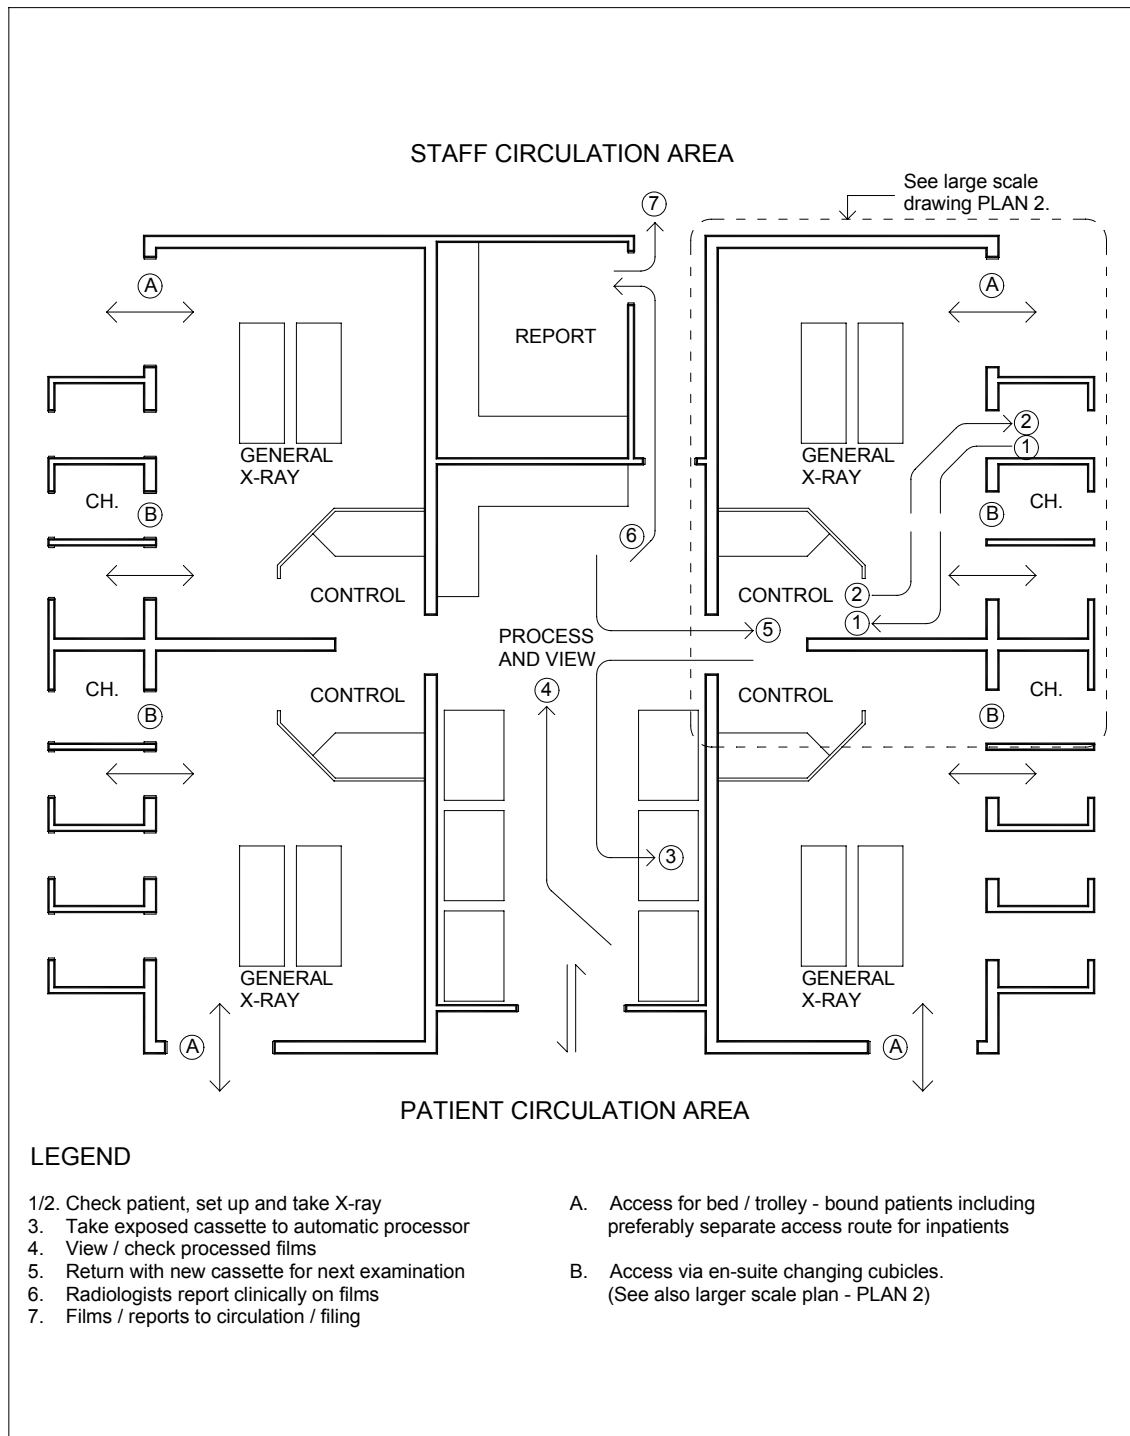 STAFF CIRCULATION AREA
See large scale
drawing PLAN 2.
7
A
A
REPORT
GENERAL
X-RAY
GENERAL
X-RAY
2
1
CH.
B
B
CH.
6
CONTROL
CONTROL
2
1
5
PROCESS
AND VIEW
4
CH.
B
CONTROL
CONTROL
B
CH.
3
GENERAL
X-RAY
GENERAL
X-RAY
A
A
PATIENT CIRCULATION AREA
LEGEND
1/2. Check patient, set up and take X-ray
3. Take exposed cassette to automatic processor
4. View / check processed films
5. Return with new cassette for next examination
6. Radiologists report clinically on films
7. Films / reports to circulation / filing
A. Access for bed / trolley - bound patients including
preferably separate access route for inpatients
B. Access via en-suite changing cubicles.
(See also larger scale plan - PLAN 2)